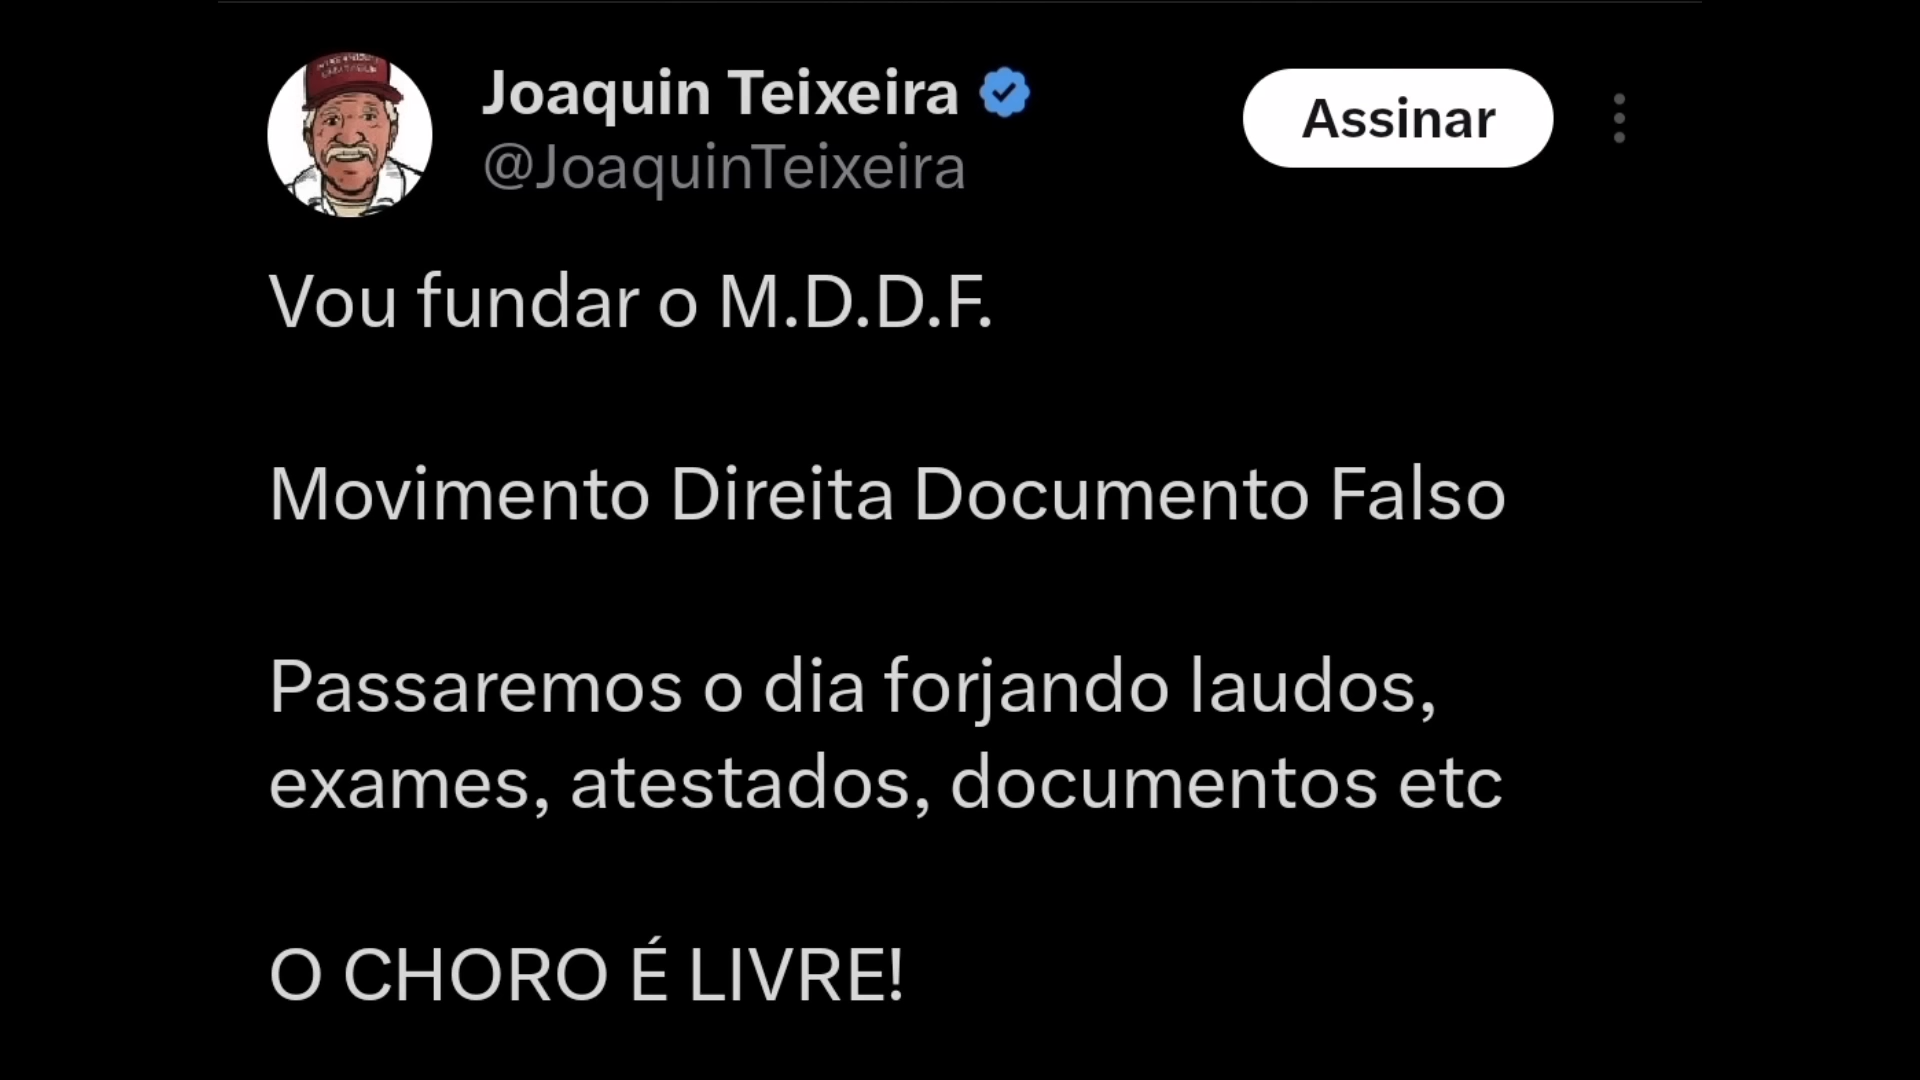 Joaquin Teixeira
@JoaquinTeixeira
Assinar
Vou fundar o M.D.D.F.
Movimento Direita Documento Falso
Passaremos o dia forjando laudos,
exames, atestados, documentos etc
O CHORO É LIVRE!